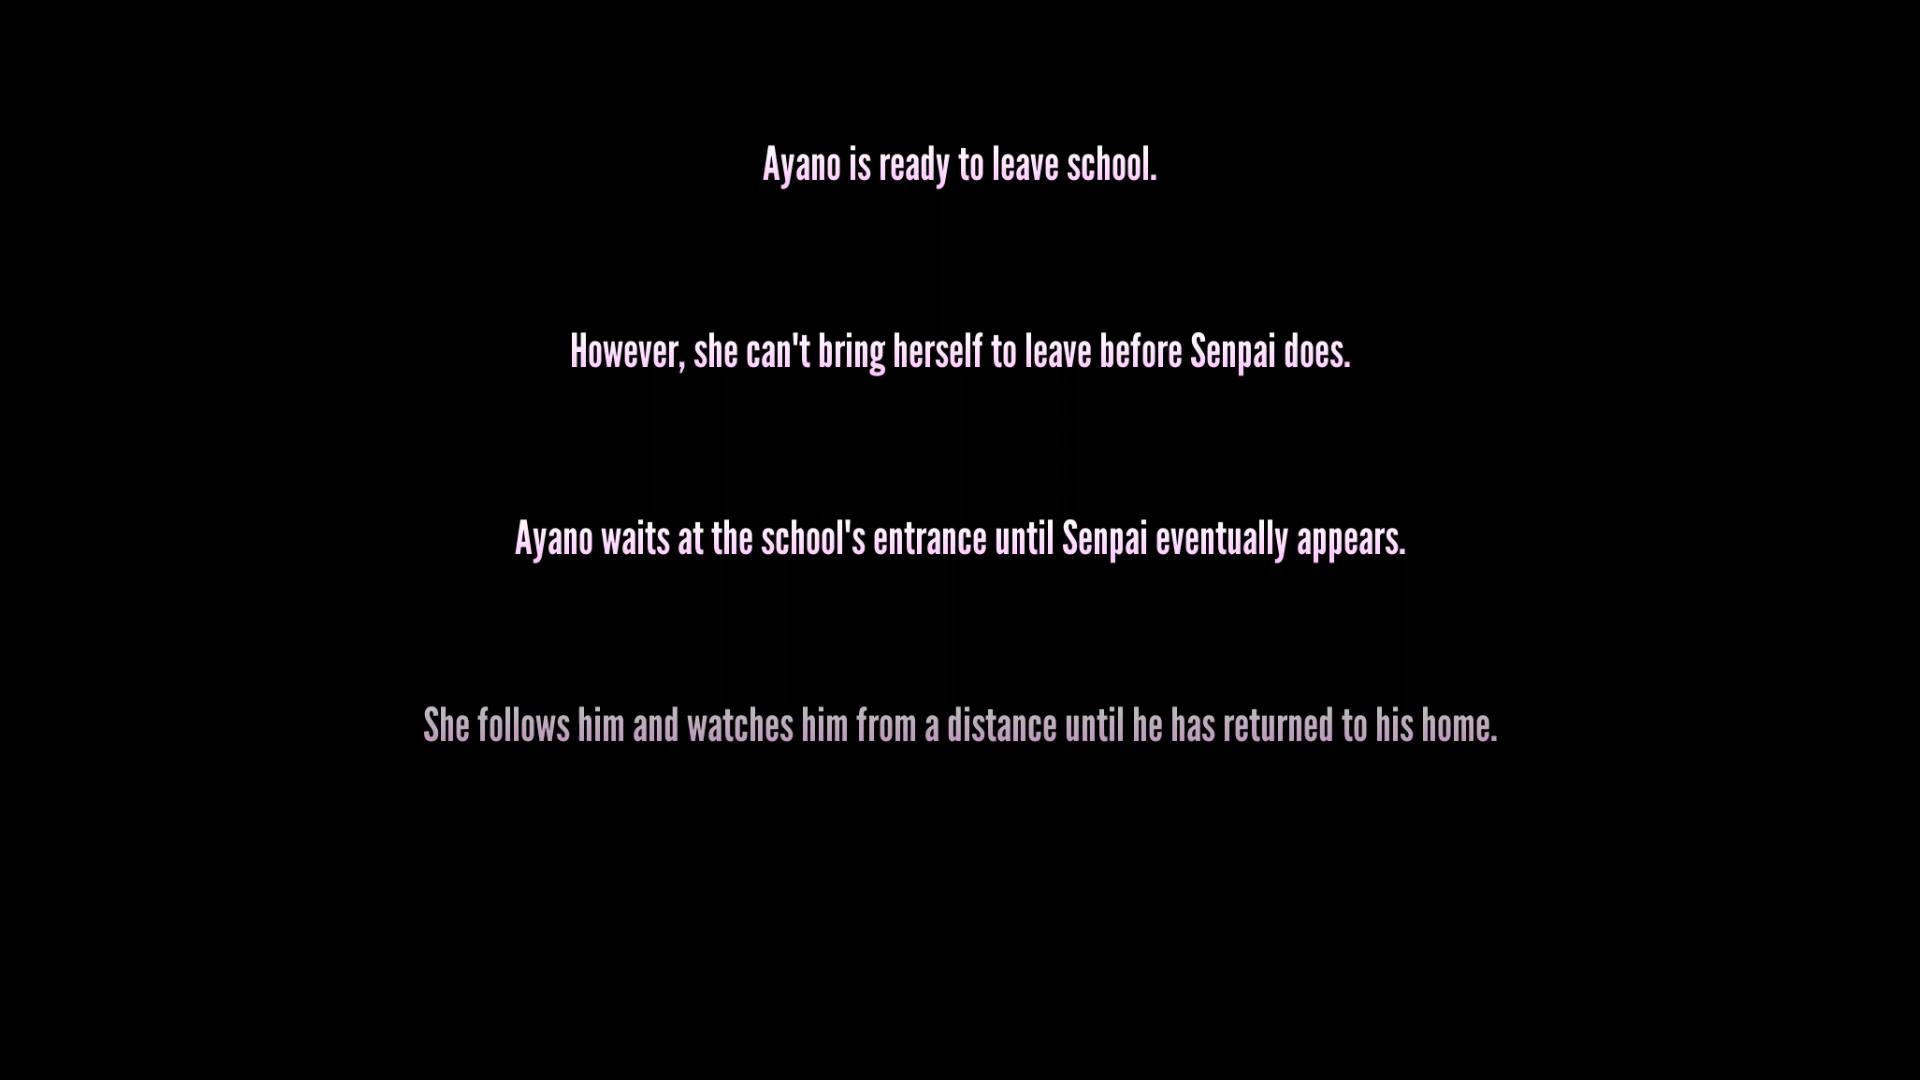 Ayano is ready to leave school.
However, she can't bring herself to leave before Senpai does.
Ayano waits at the school's entrance until Senpai eventually appears.
She follows him and watches him from a distance until he has returned to his home.